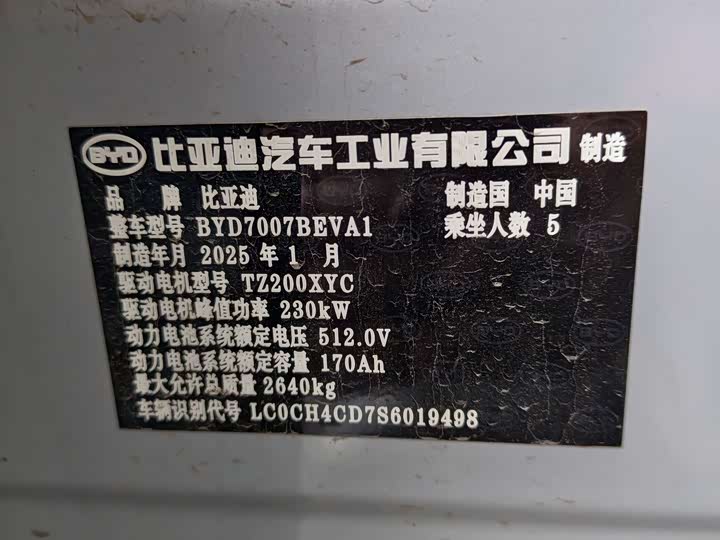 BYD 比亚迪汽车工业有限公司 制造
品 牌 比亚迪 制造国 中国
整车型号 BYD7007BEVA1 乘坐人数 5
制造年月 2025 年 1 月
驱动电机型号 TZ200XYC
驱动电机峰值功率 230kW
动力电池系统额定电压 512.0V
动力电池系统额定容量 170Ah
最大允许总质量 2640kg
车辆识别代号 LC0CH4CD7S6019498